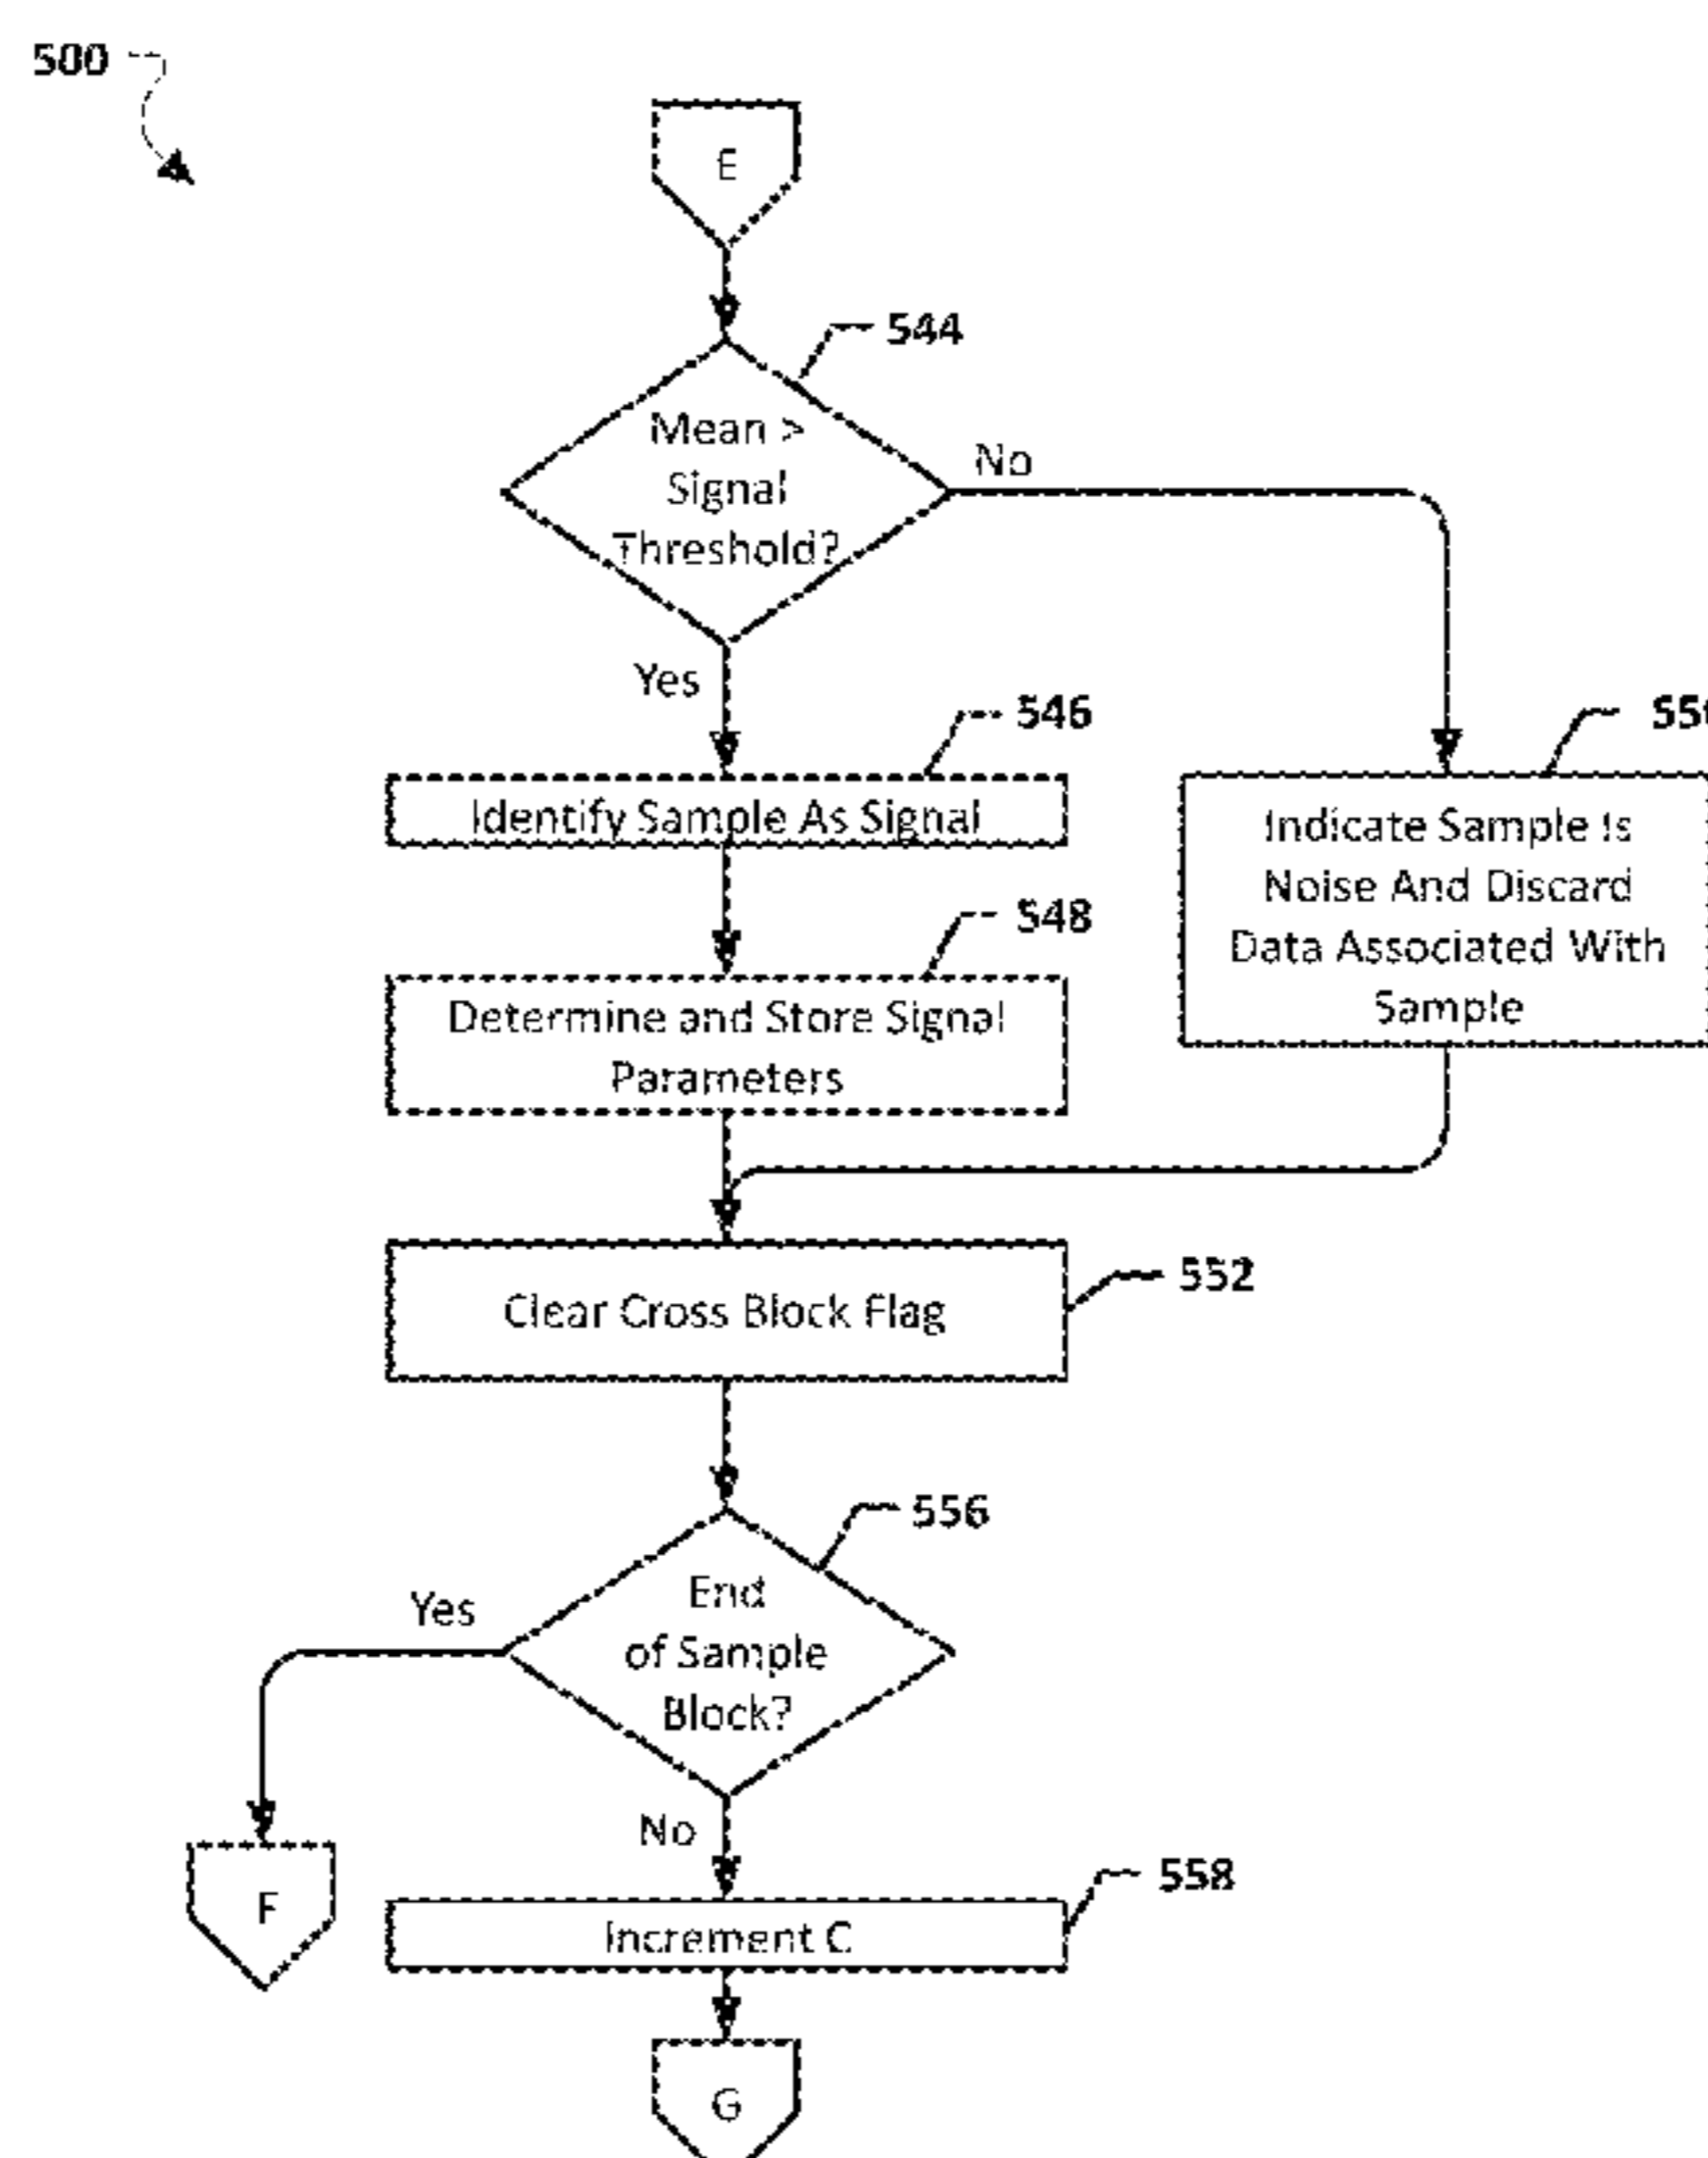 500
E
544
Mean >
Signal
Threshold?
No
Yes
546
Identify Sample As Signal
Indicate Sample Is
Noise And Discard
Data Associated With
Sample
548
Determine and Store Signal
Parameters
552
Clear Cross Block Flag
556
End
of Sample
Block?
Yes
No
F
558
Increment C
G